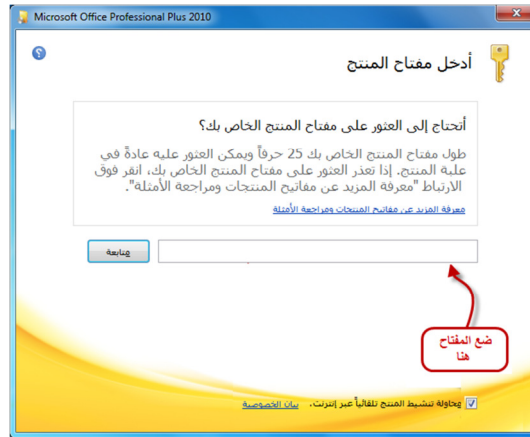 Microsoft Office Professional Plus 2010
أدخل مفتاح المنتج
أتحتاج إلى العثور على مفتاح المنتج الخاص بك؟
طول مفتاح المنتج الخاص بك 25 حرفاً ويمكن العثور عليه عادةً في
علبة المنتج. إذا تعذر العثور على مفتاح المنتج الخاص بك، انقر فوق
الارتباط "معرفة المزيد عن مفاتيح المنتجات ومراجعة الأمثلة".
معرفة المزيد عن مفاتيح المنتجات ومراجعة الأمثلة
متابعة
ضع المفتاح
هنا
محاولة تنشيط المنتج تلقائياً عبر إنترنت. بيان الخصوصية